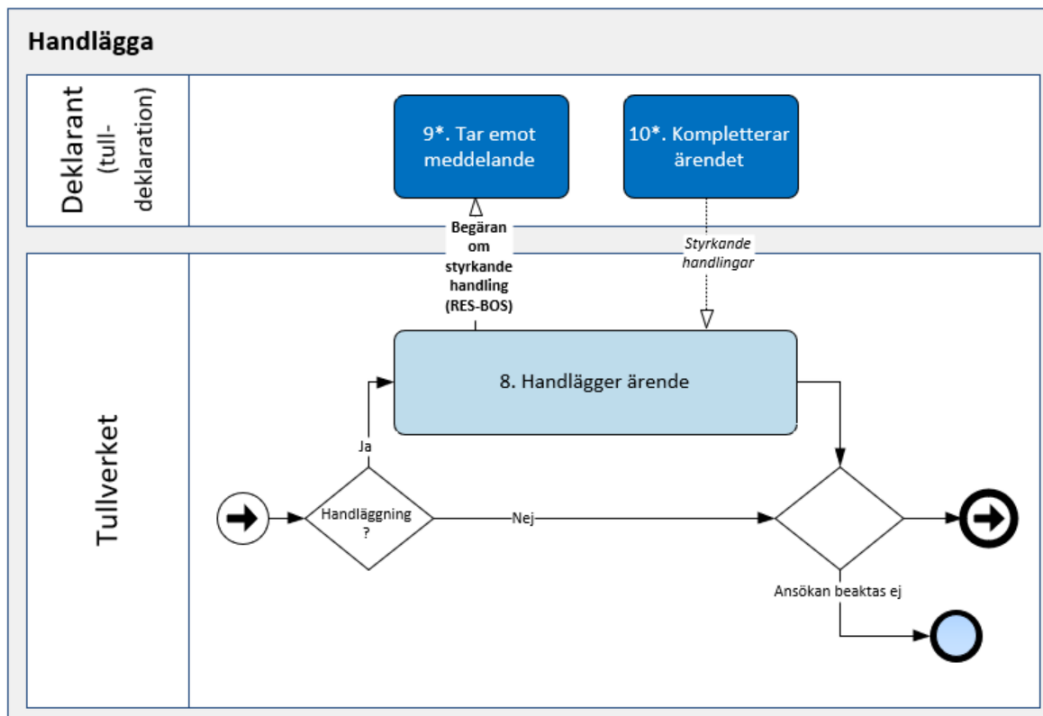 Handlägga
Deklarant
(tull-
deklaration)
9*. Tar emot
meddelande
10*. Kompletterar
ärendet
Begäran
om
styrkande
handling
(RES-BOS)
Styrkande
handlingar
Tullverket
8. Handlägger ärende
Ja
Handläggning
?
Nej
Ansökan beaktas ej